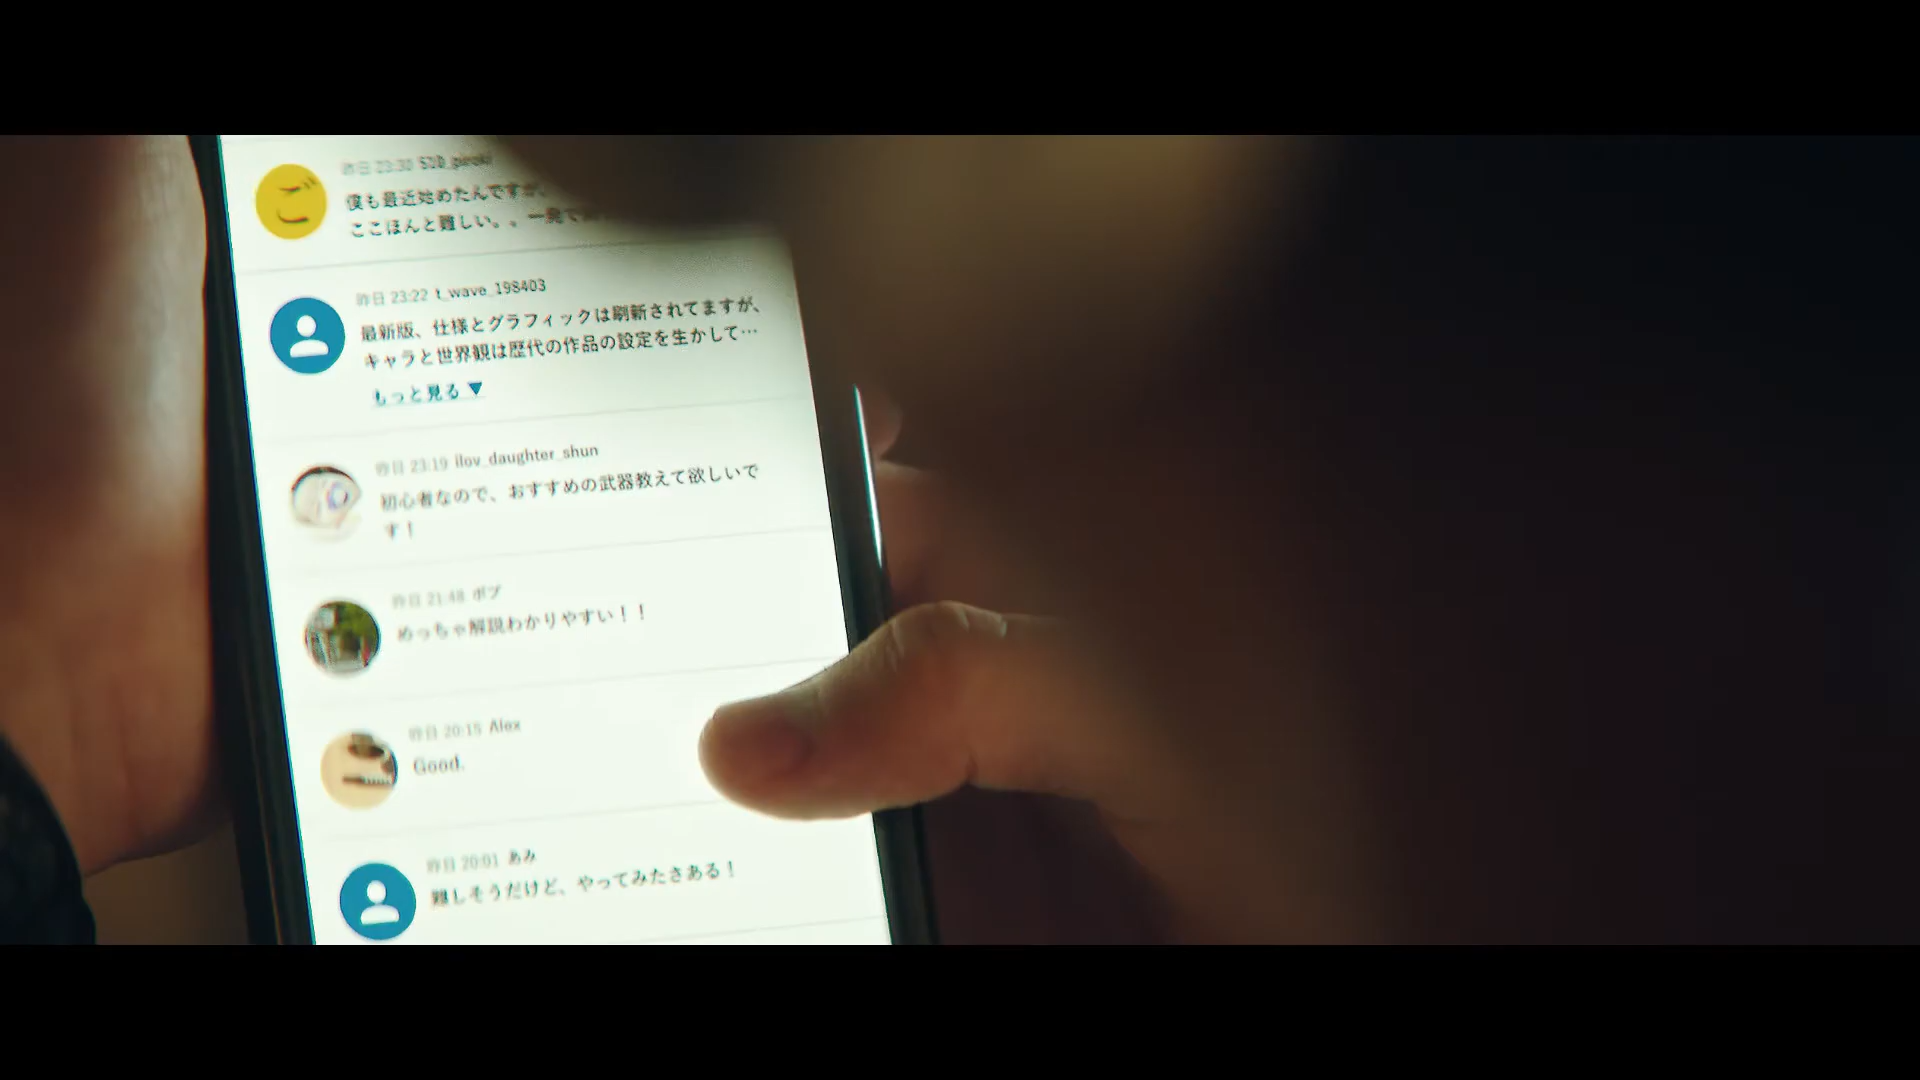 ご
昨日 23:30
僕も最近始めたんですが、
ここほんと難しい。。一発で
昨日 23:22 t_wave_198403
最新版、仕様とグラフィックは刷新されてますが、
キャラと世界観は歴代の作品の設定を生かして…
もっと見る ▼
昨日 23:19 ilov_daughter_shun
初心者なので、おすすめの武器教えて欲しいで
す！
昨日 21:48 ボブ
めっちゃ解説わかりやすい！！
昨日 20:15 Alex
Good.
昨日 20:01 あみ
難しそうだけど、やってみたさある！